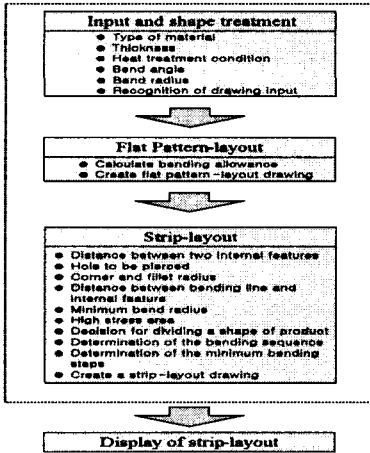 Input and shape treatment
● Type of material
● Thickness
● Heat treatment condition
● Bend angle
● Bend radius
● Recognition of drawing input
Flat Pattern-layout
● Calculate bending allowance
● Create flat pattern-layout drawing
Strip-layout
● Distance between two internal features
● Hole to be pierced
● Corner and fillet radius
● Distance between bending line and
internal feature
● Minimum bend radius
● High stress area
● Decision for dividing a shape of product
● Determination of the bending sequence
● Determination of the minimum bending
steps
● Create a strip-layout drawing
Display of strip-layout